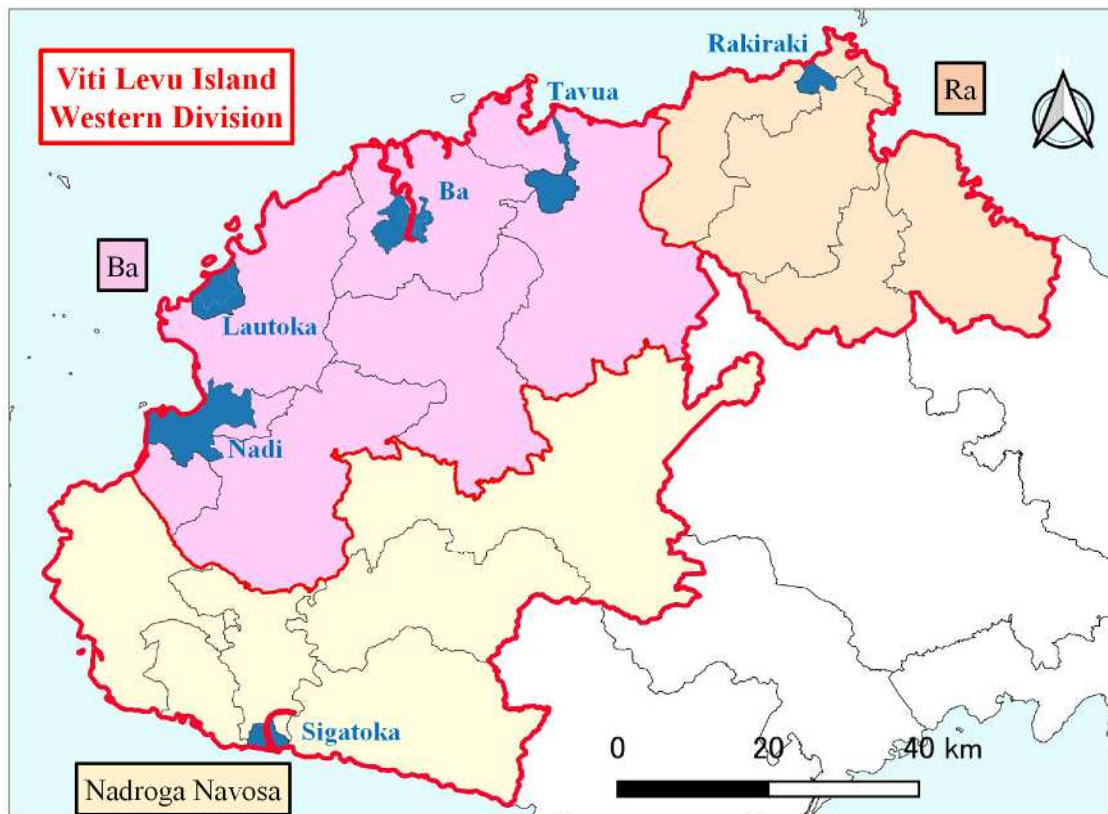 Viti Levu Island
Western Division
Rakiraki
Ra
N
Tavua
Ba
Ba
Lautoka
Nadi
Sigatoka
Nadroga Navosa
0 20 40 km